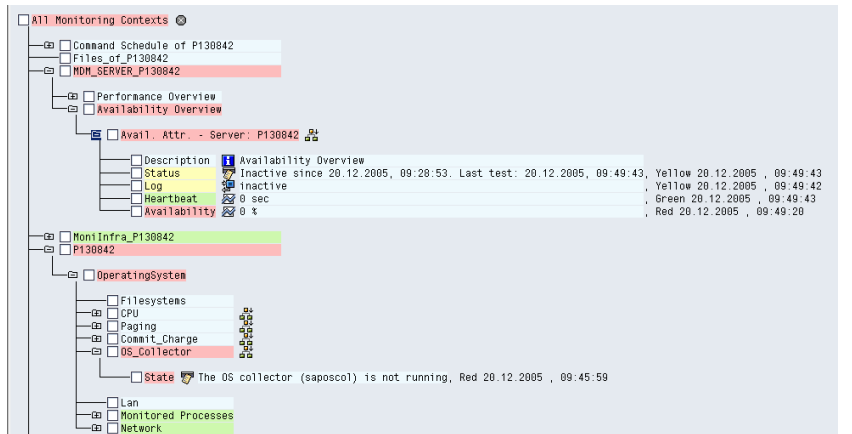 All Monitoring Contexts
Command Schedule of P130842
Files_of_P130842
MDM_SERVER_P130842
Performance Overview
Availability Overview
Avail. Attr. - Server: P130842
Description Availability Overview
Status Inactive since 20.12.2005, 09:28:53. Last test: 20.12.2005, 09:49:43, Yellow 20.12.2005 , 09:49:43
Log inactive , Yellow 20.12.2005 , 09:49:42
Heartbeat 0 sec , Green 20.12.2005 , 09:49:43
Availability 0 % , Red 20.12.2005 , 09:49:20
MoniInfra_P130842
P130842
OperatingSystem
Filesystems
CPU
Paging
Commit_Charge
OS_Collector
State The OS collector (saposcol) is not running, Red 20.12.2005 , 09:45:59
Lan
Monitored Processes
Network